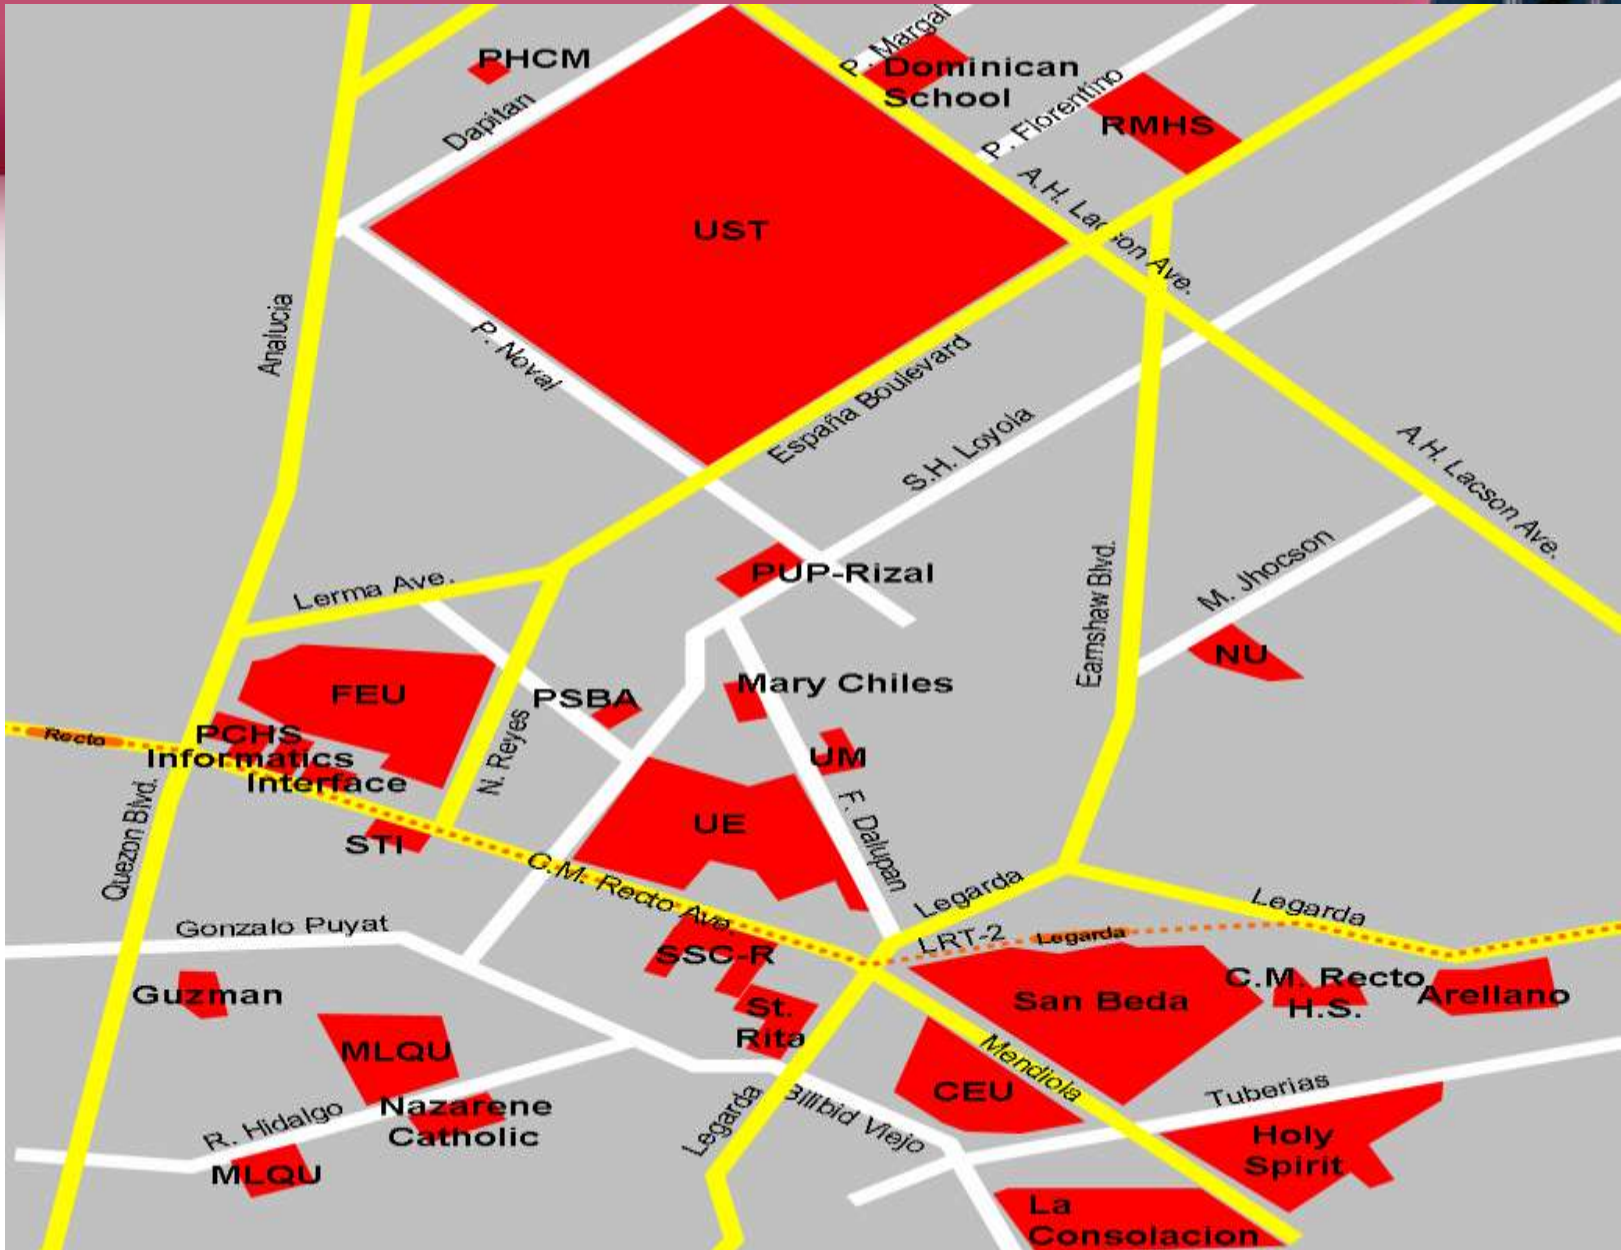 PHCM
P. Margal
Dominican
School
Dapitan
P. Florentino
RMHS
A.H. Lacson Ave.
UST
Analucia
P. Noval
España Boulevard
S.H. Loyola
A.H. Lacson Ave.
M. Jhocson
Earnshaw Blvd.
PUP-Rizal
Lerma Ave.
NU
FEU
PSBA
Mary Chiles
N. Reyes
Recto
PCHS
Informatics
Interface
UM
Quezon Blvd.
STI
UE
F. Dalupan
C.M. Recto Ave.
Legarda
Legarda
Gonzalo Puyat
LRT-2
Legarda
SSC-R
Guzman
San Beda
C.M. Recto
H.S.
Arellano
St.
Rita
MLQU
Mendiola
CEU
Tuberias
Nazarene
Catholic
R. Hidalgo
Legarda
Bilibid Viejo
Holy
Spirit
MLQU
La
Consolacion